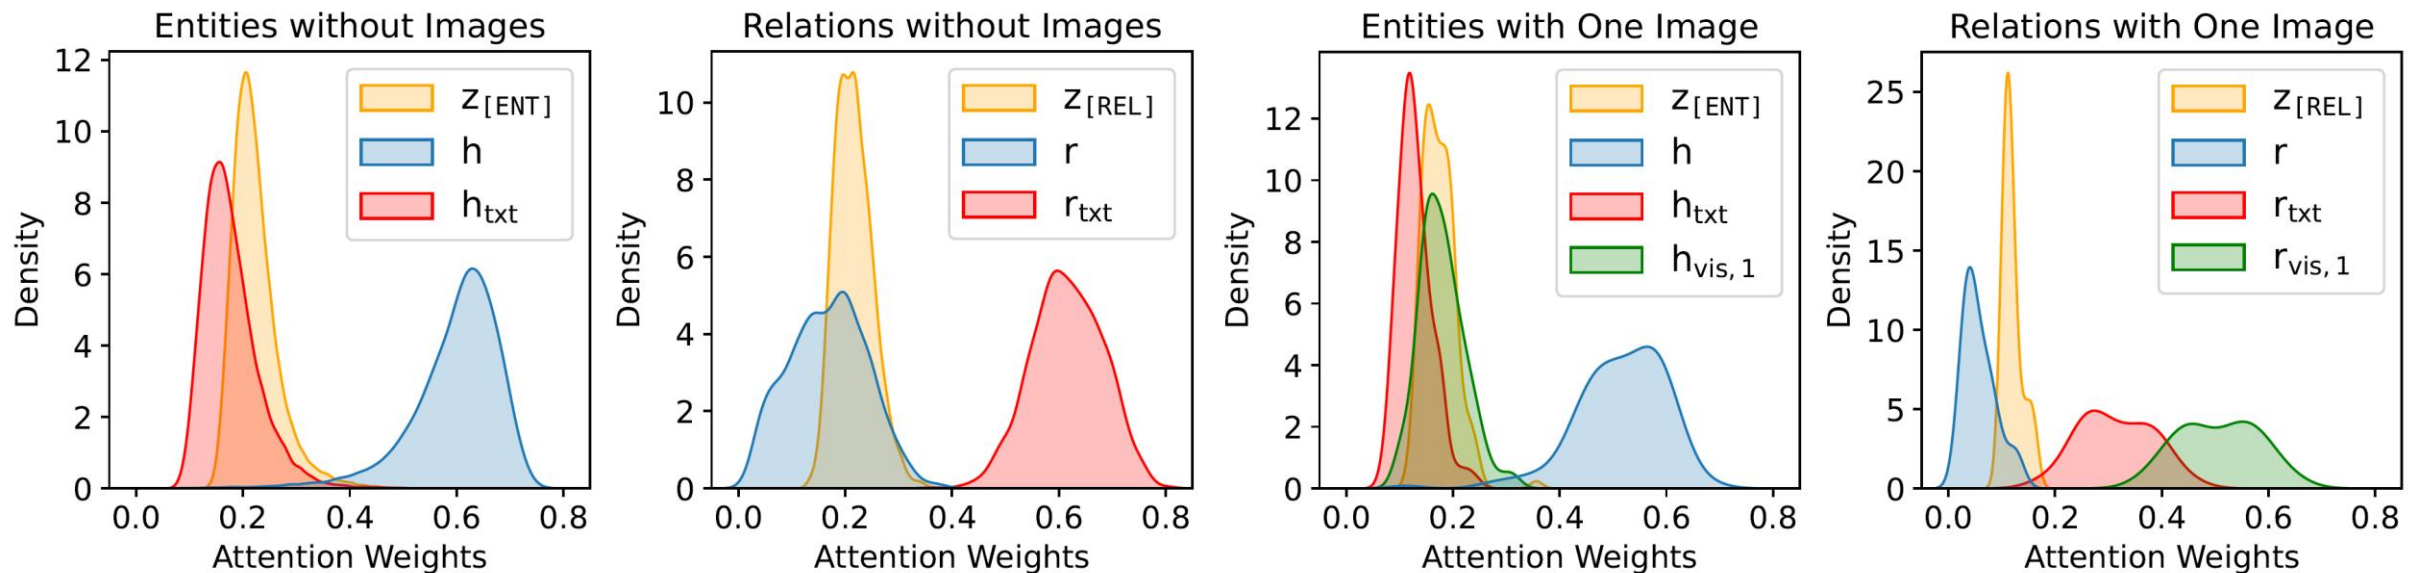 Entities without Images
12
10
8
6
4
2
0
Density
z[ENT]
h
htxt
0.0 0.2 0.4 0.6 0.8
Attention Weights
Relations without Images
10
8
6
4
2
0
Density
z[REL]
r
rtxt
0.0 0.2 0.4 0.6 0.8
Attention Weights
Entities with One Image
12
10
8
6
4
2
0
Density
z[ENT]
h
htxt
hvis, 1
0.0 0.2 0.4 0.6 0.8
Attention Weights
Relations with One Image
25
20
15
10
5
0
Density
z[REL]
r
rtxt
rvis, 1
0.0 0.2 0.4 0.6 0.8
Attention Weights